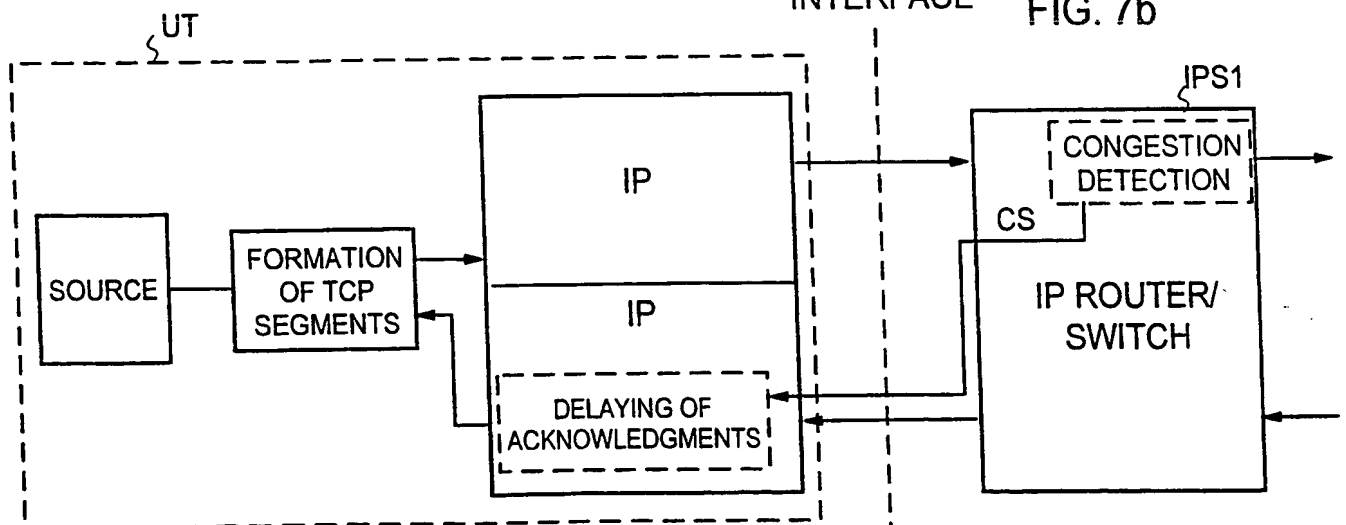 INTERFACE
FIG. 7b
UT
IPS1
CONGESTION
DETECTION
IP
CS
SOURCE
FORMATION
OF TCP
SEGMENTS
IP
IP ROUTER/
SWITCH
DELAYING OF
ACKNOWLEDGMENTS